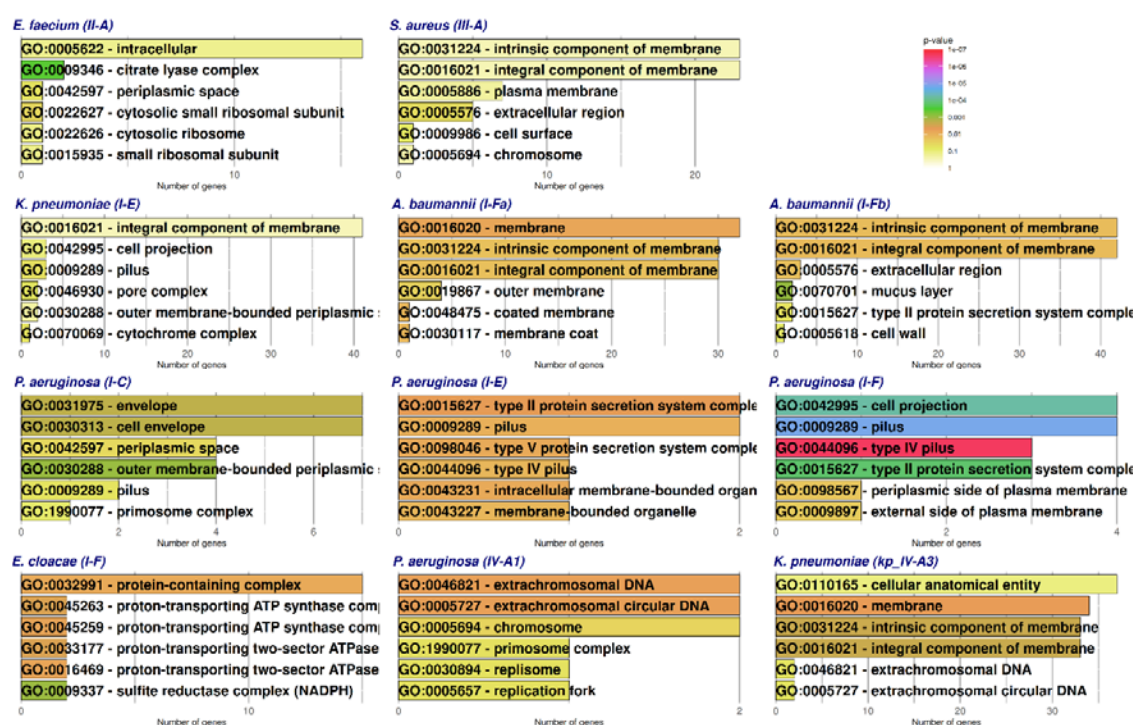 E. faecium (II-A)
GO:0005622 - intracellular
GO:0009346 - citrate lyase complex
GO:0042597 - periplasmic space
GO:0022627 - cytosolic small ribosomal subunit
GO:0022626 - cytosolic ribosome
GO:0015935 - small ribosomal subunit
0 10
Number of genes
S. aureus (III-A)
GO:0031224 - intrinsic component of membrane
GO:0016021 - integral component of membrane
GO:0005886 - plasma membrane
GO:0005576 - extracellular region
GO:0009986 - cell surface
GO:0005694 - chromosome
0 10 20
Number of genes
p-value
1e-07
1e-06
1e-05
1e-04
0.001
0.01
0.1
1
K. pneumoniae (I-E)
GO:0016021 - integral component of membrane
GO:0042995 - cell projection
GO:0009289 - pilus
GO:0046930 - pore complex
GO:0030288 - outer membrane-bounded periplasmic
GO:0070069 - cytochrome complex
0 10 20 30 40
Number of genes
A. baumannii (I-Fa)
GO:0016020 - membrane
GO:0031224 - intrinsic component of membrane
GO:0016021 - integral component of membrane
GO:0019867 - outer membrane
GO:0048475 - coated membrane
GO:0030117 - membrane coat
0 10 20 30
Number of genes
A. baumannii (I-Fb)
GO:0031224 - intrinsic component of membrane
GO:0016021 - integral component of membrane
GO:0005576 - extracellular region
GO:0070701 - mucus layer
GO:0015627 - type II protein secretion system comple
GO:0005618 - cell wall
0 10 20 30 40
Number of genes
P. aeruginosa (I-C)
GO:0031975 - envelope
GO:0030313 - cell envelope
GO:0042597 - periplasmic space
GO:0030288 - outer membrane-bounded periplasmic
GO:0009289 - pilus
GO:1990077 - primosome complex
0 2 4 6
Number of genes
P. aeruginosa (I-E)
GO:0015627 - type II protein secretion system comple
GO:0009289 - pilus
GO:0098046 - type V protein secretion system comple
GO:0044096 - type IV pilus
GO:0043231 - intracellular membrane-bounded organ
GO:0043227 - membrane-bounded organelle
0 2
Number of genes
P. aeruginosa (I-F)
GO:0042995 - cell projection
GO:0009289 - pilus
GO:0044096 - type IV pilus
GO:0015627 - type II protein secretion system comple
GO:0098567 - periplasmic side of plasma membrane
GO:0009897 - external side of plasma membrane
0 2 4
Number of genes
E. cloacae (I-F)
GO:0032991 - protein-containing complex
GO:0045263 - proton-transporting ATP synthase com
GO:0045259 - proton-transporting ATP synthase com
GO:0033177 - proton-transporting two-sector ATPase
GO:0016469 - proton-transporting two-sector ATPase
GO:0009337 - sulfite reductase complex (NADPH)
0 10
Number of genes
P. aeruginosa (IV-A1)
GO:0046821 - extrachromosomal DNA
GO:0005727 - extrachromosomal circular DNA
GO:0005694 - chromosome
GO:1990077 - primosome complex
GO:0030894 - replisome
GO:0005657 - replication fork
0 2
Number of genes
K. pneumoniae (kp_IV-A3)
GO:0110165 - cellular anatomical entity
GO:0016020 - membrane
GO:0031224 - intrinsic component of membrane
GO:0016021 - integral component of membrane
GO:0046821 - extrachromosomal DNA
GO:0005727 - extrachromosomal circular DNA
0 10 20 30
Number of genes